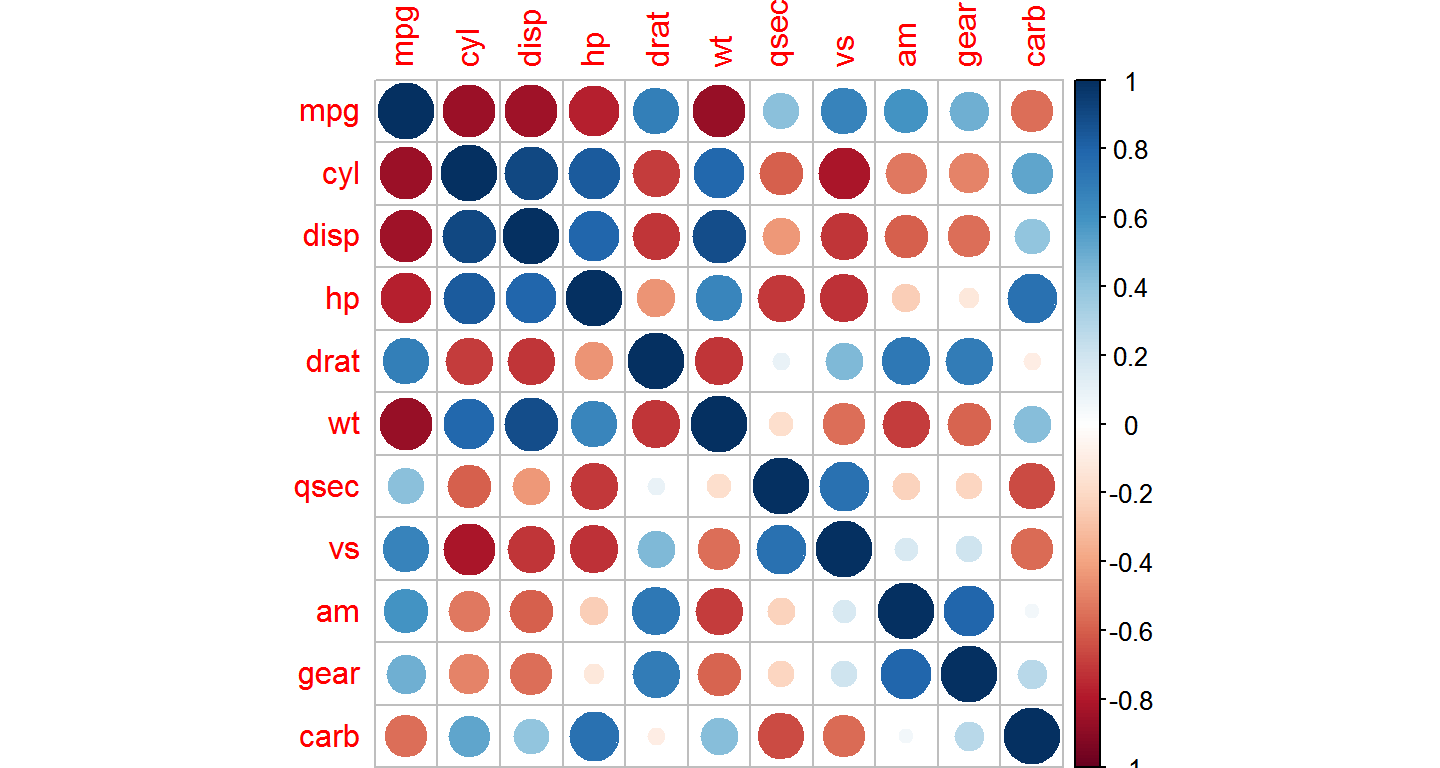 mpg cyl disp hp drat wt qsec vs am gear carb
mpg
cyl
disp
hp
drat
wt
qsec
vs
am
gear
carb
1
0.8
0.6
0.4
0.2
0
-0.2
-0.4
-0.6
-0.8